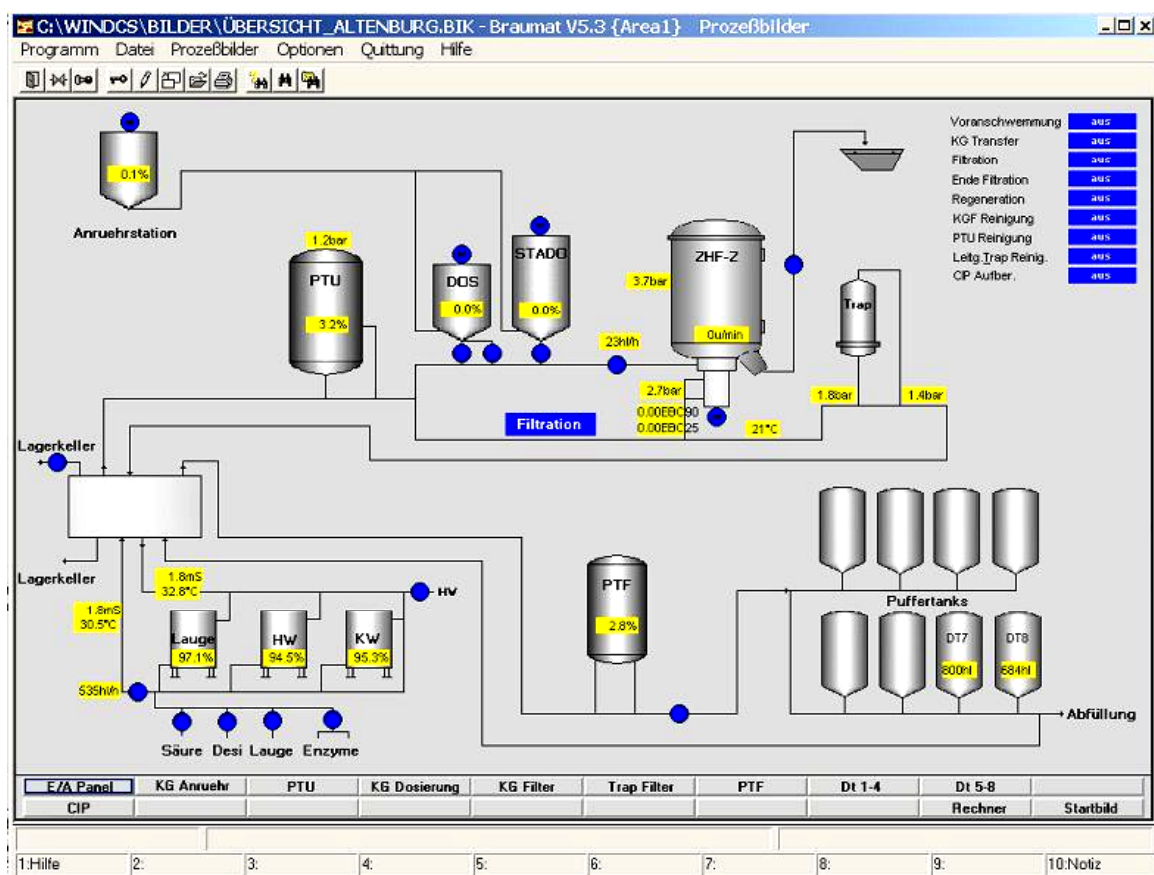 C:\WINDCS\BILDER\ÜBERSICHT_ALTENBURG.BIK - Braumat V5.3 {Area1} Prozeßbilder
Programm Datei Prozeßbilder Optionen Quittung Hilfe
Voranschwemmung aus
KG Transfer aus
Filtration aus
Ende Filtration aus
Regeneration aus
KGF Reinigung aus
PTU Reinigung aus
Leitg.Trap Reinig. aus
CIP Aufber. aus
0.1%
Anruehrstation
1.2bar
PTU
3.2%
DOS
0.0%
STADO
0.0%
ZHF-Z
3.7bar
0u/min
23hl/h
Trap
2.7bar
0.00EBC90
0.00EBC25
21°C
1.8bar
1.4bar
Filtration
Lagerkeller
Lagerkeller
1.8mS
32.8°C
1.8mS
30.5°C
HV
Lauge
97.1%
HW
94.5%
KW
95.3%
535hl/h
Säure Desi Lauge Enzyme
PTF
2.8%
Puffertanks
DT7
800hl
DT8
684hl
Abfüllung
E/A Panel KG Anruehr PTU KG Dosierung KG Filter Trap Filter PTF Dt 1-4 Dt 5-8
CIP Rechner Startbild
1:Hilfe 2: 3: 4: 5: 6: 7: 8: 9: 10:Notiz